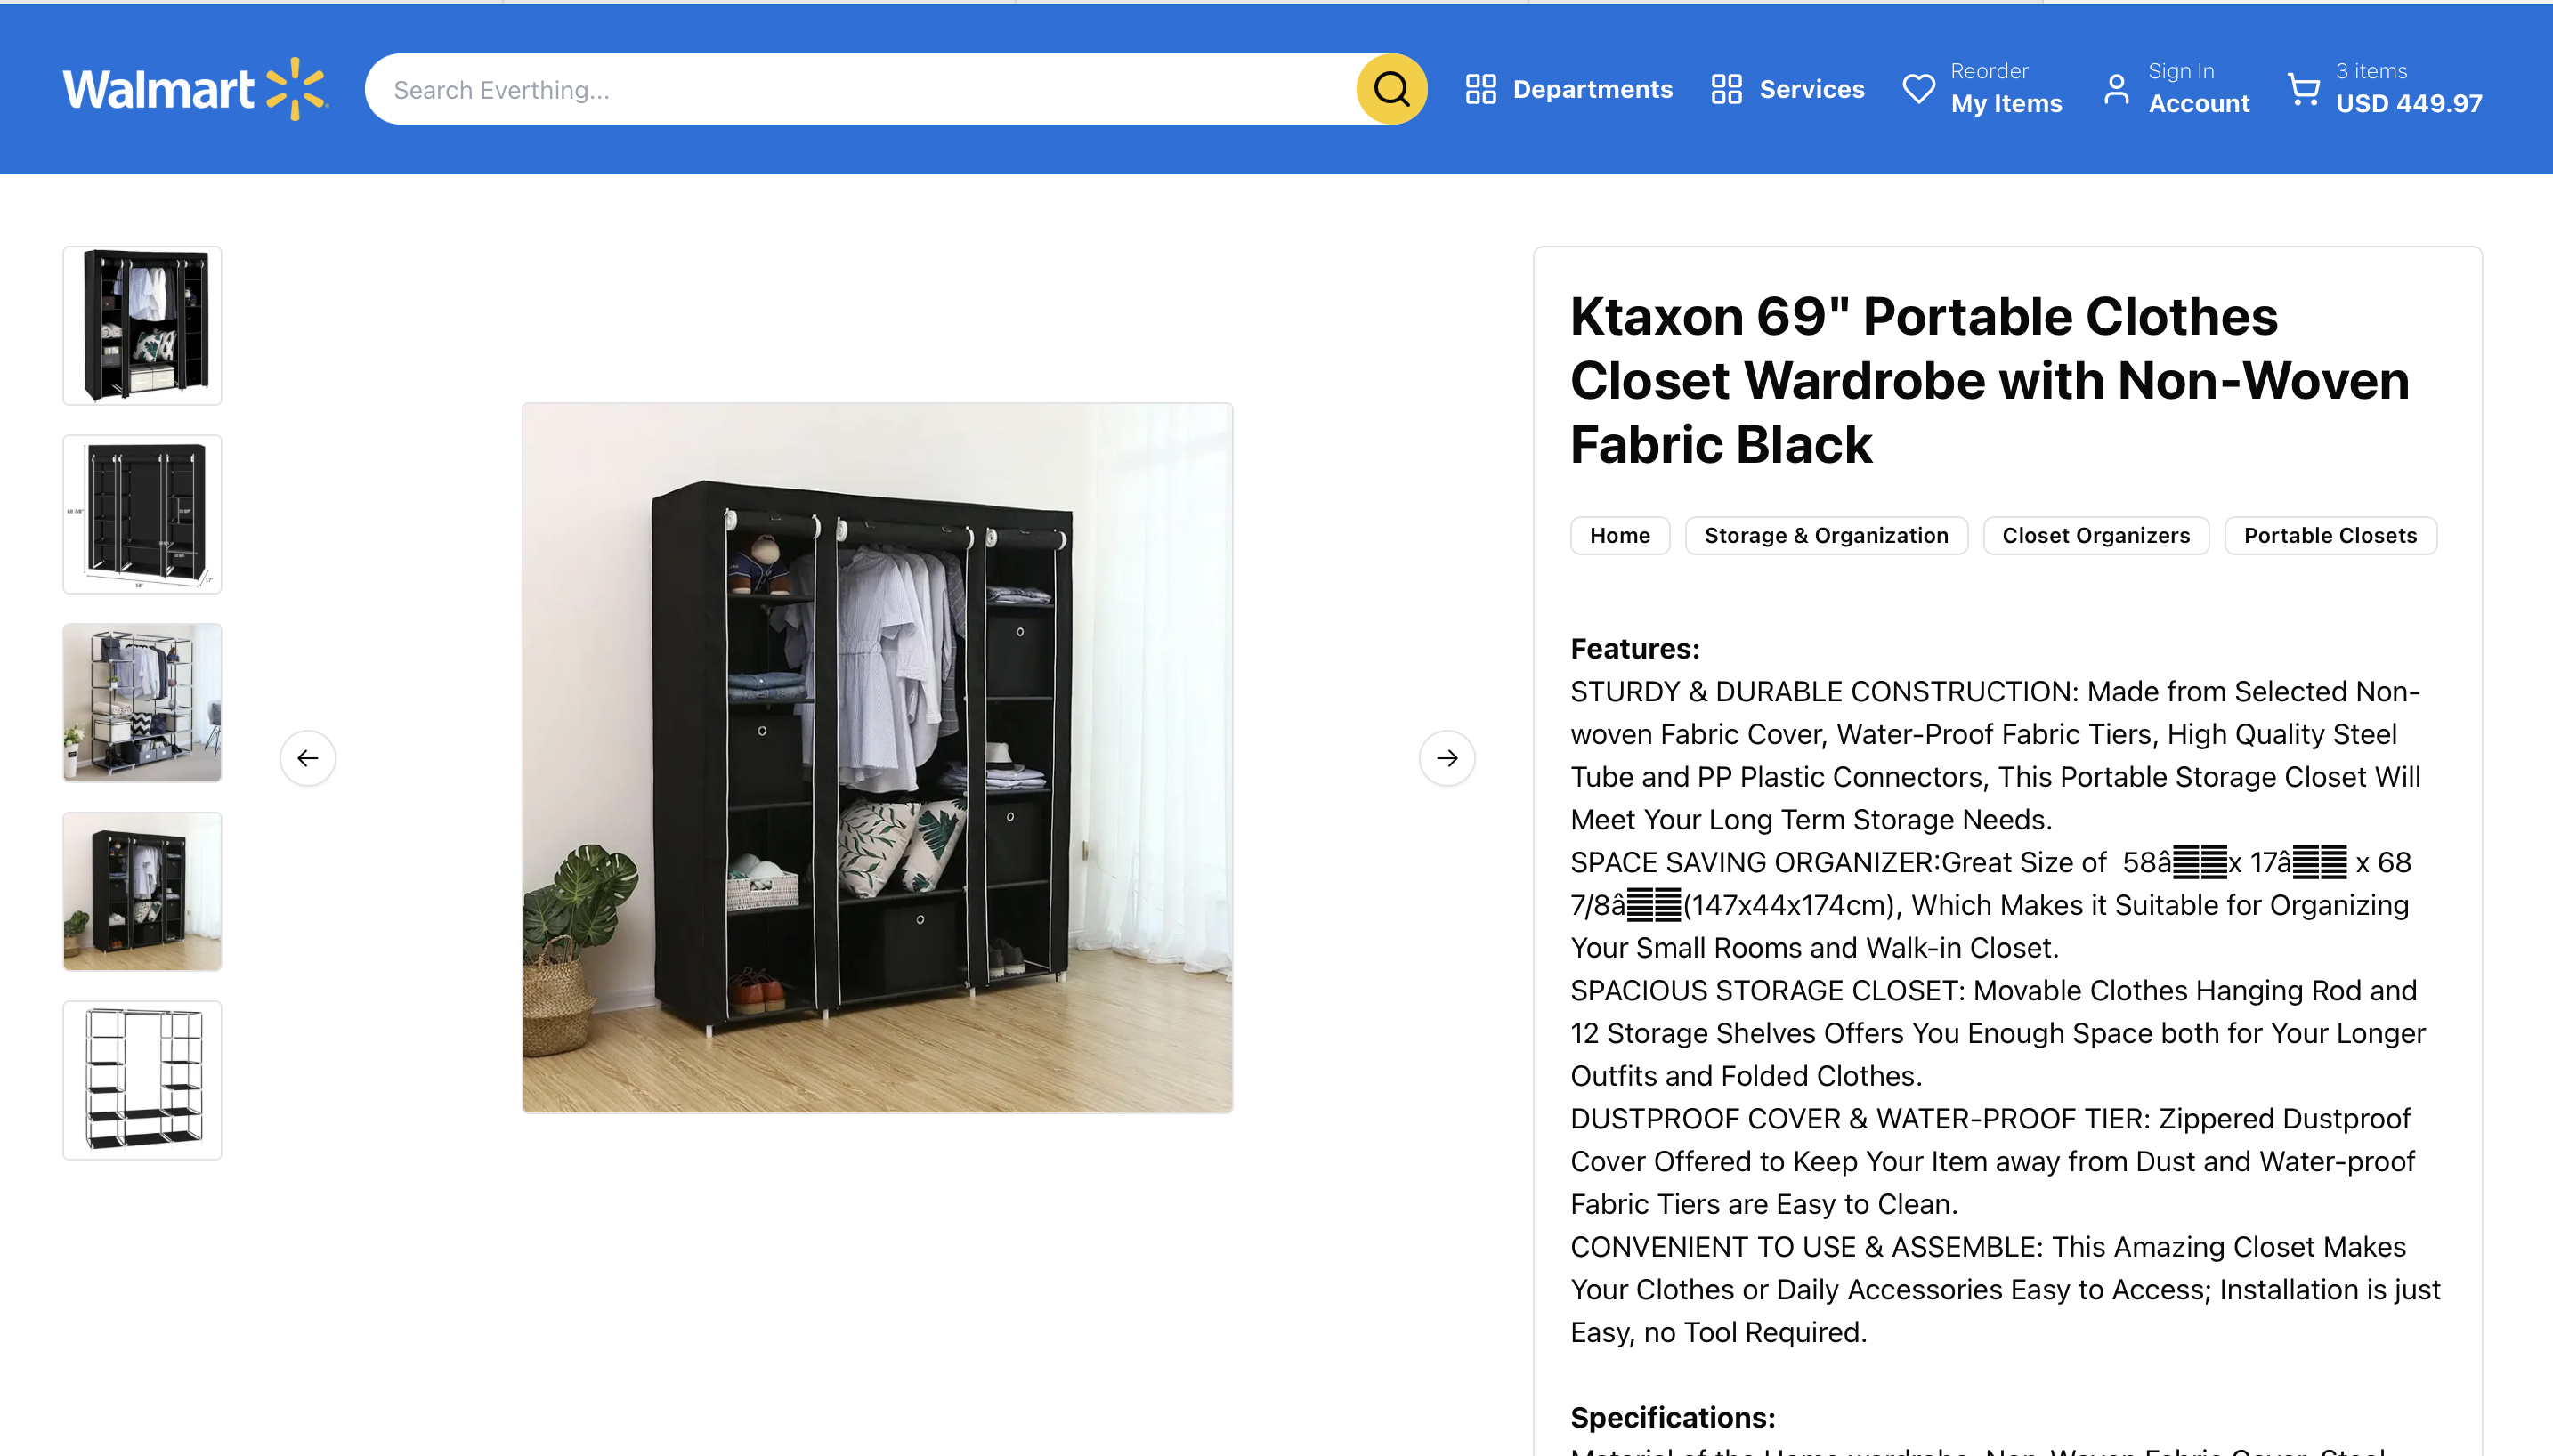 Walmart
Search Everthing...
Departments
Services
Reorder
My Items
Sign In
Account
3 items
USD 449.97
Ktaxon 69" Portable Clothes
Closet Wardrobe with Non-Woven
Fabric Black
Home
Storage & Organization
Closet Organizers
Portable Closets
Features:
STURDY & DURABLE CONSTRUCTION: Made from Selected Non-
woven Fabric Cover, Water-Proof Fabric Tiers, High Quality Steel
Tube and PP Plastic Connectors, This Portable Storage Closet Will
Meet Your Long Term Storage Needs.
SPACE SAVING ORGANIZER:Great Size of 58âx 17â x 68
7/8â(147x44x174cm), Which Makes it Suitable for Organizing
Your Small Rooms and Walk-in Closet.
SPACIOUS STORAGE CLOSET: Movable Clothes Hanging Rod and
12 Storage Shelves Offers You Enough Space both for Your Longer
Outfits and Folded Clothes.
DUSTPROOF COVER & WATER-PROOF TIER: Zippered Dustproof
Cover Offered to Keep Your Item away from Dust and Water-proof
Fabric Tiers are Easy to Clean.
CONVENIENT TO USE & ASSEMBLE: This Amazing Closet Makes
Your Clothes or Daily Accessories Easy to Access; Installation is just
Easy, no Tool Required.
Specifications: